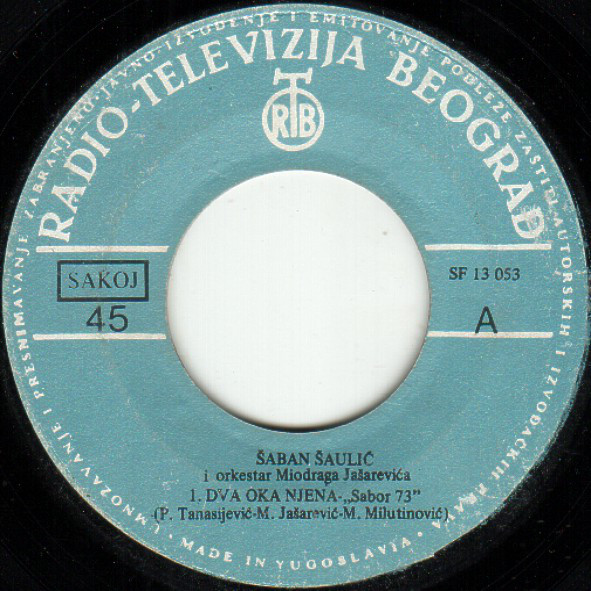 UMNOŽAVANJE I PRESNIMAVANJE ZABRANJENO·JAVNO IZVOĐENJE I EMITOVANJE POBLEZE ZAŠTITI AUTORSKIH I IZVOĐAČKIH PRAVA
RADIO-TELEVIZIJA BEOGRAD
RTB
SAKOJ
45
SF 13 053
A
ŠABAN ŠAULIĆ
i orkestar Miodraga Jašarevića
1. DVA OKA NJENA-„Sabor 73”
(P. Tanasijević-M. Jašarević-M. Milutinović)
· MADE IN YUGOSLAVIA ·